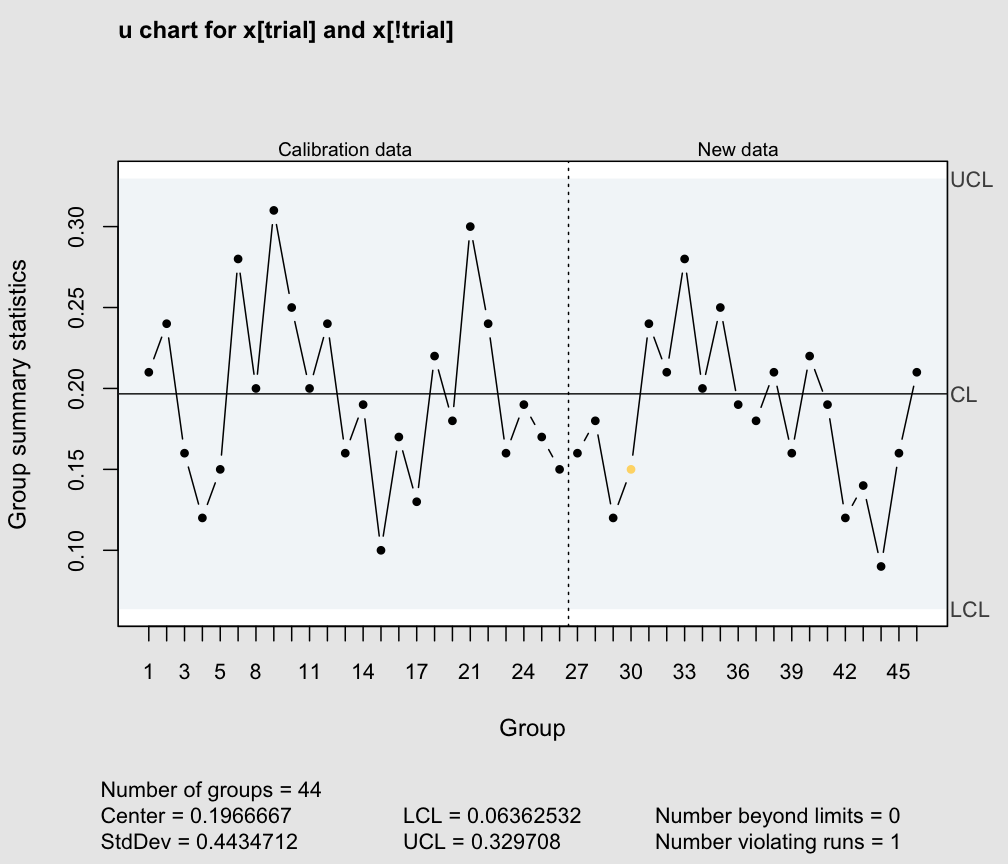 u chart for x[trial] and x[!trial]
Calibration data
New data
UCL
CL
LCL
Group summary statistics
0.30
0.25
0.20
0.15
0.10
1 3 5 8 11 14 17 21 24 27 30 33 36 39 42 45
Group
Number of groups = 44
Center = 0.1966667
StdDev = 0.4434712
LCL = 0.06362532
UCL = 0.329708
Number beyond limits = 0
Number violating runs = 1